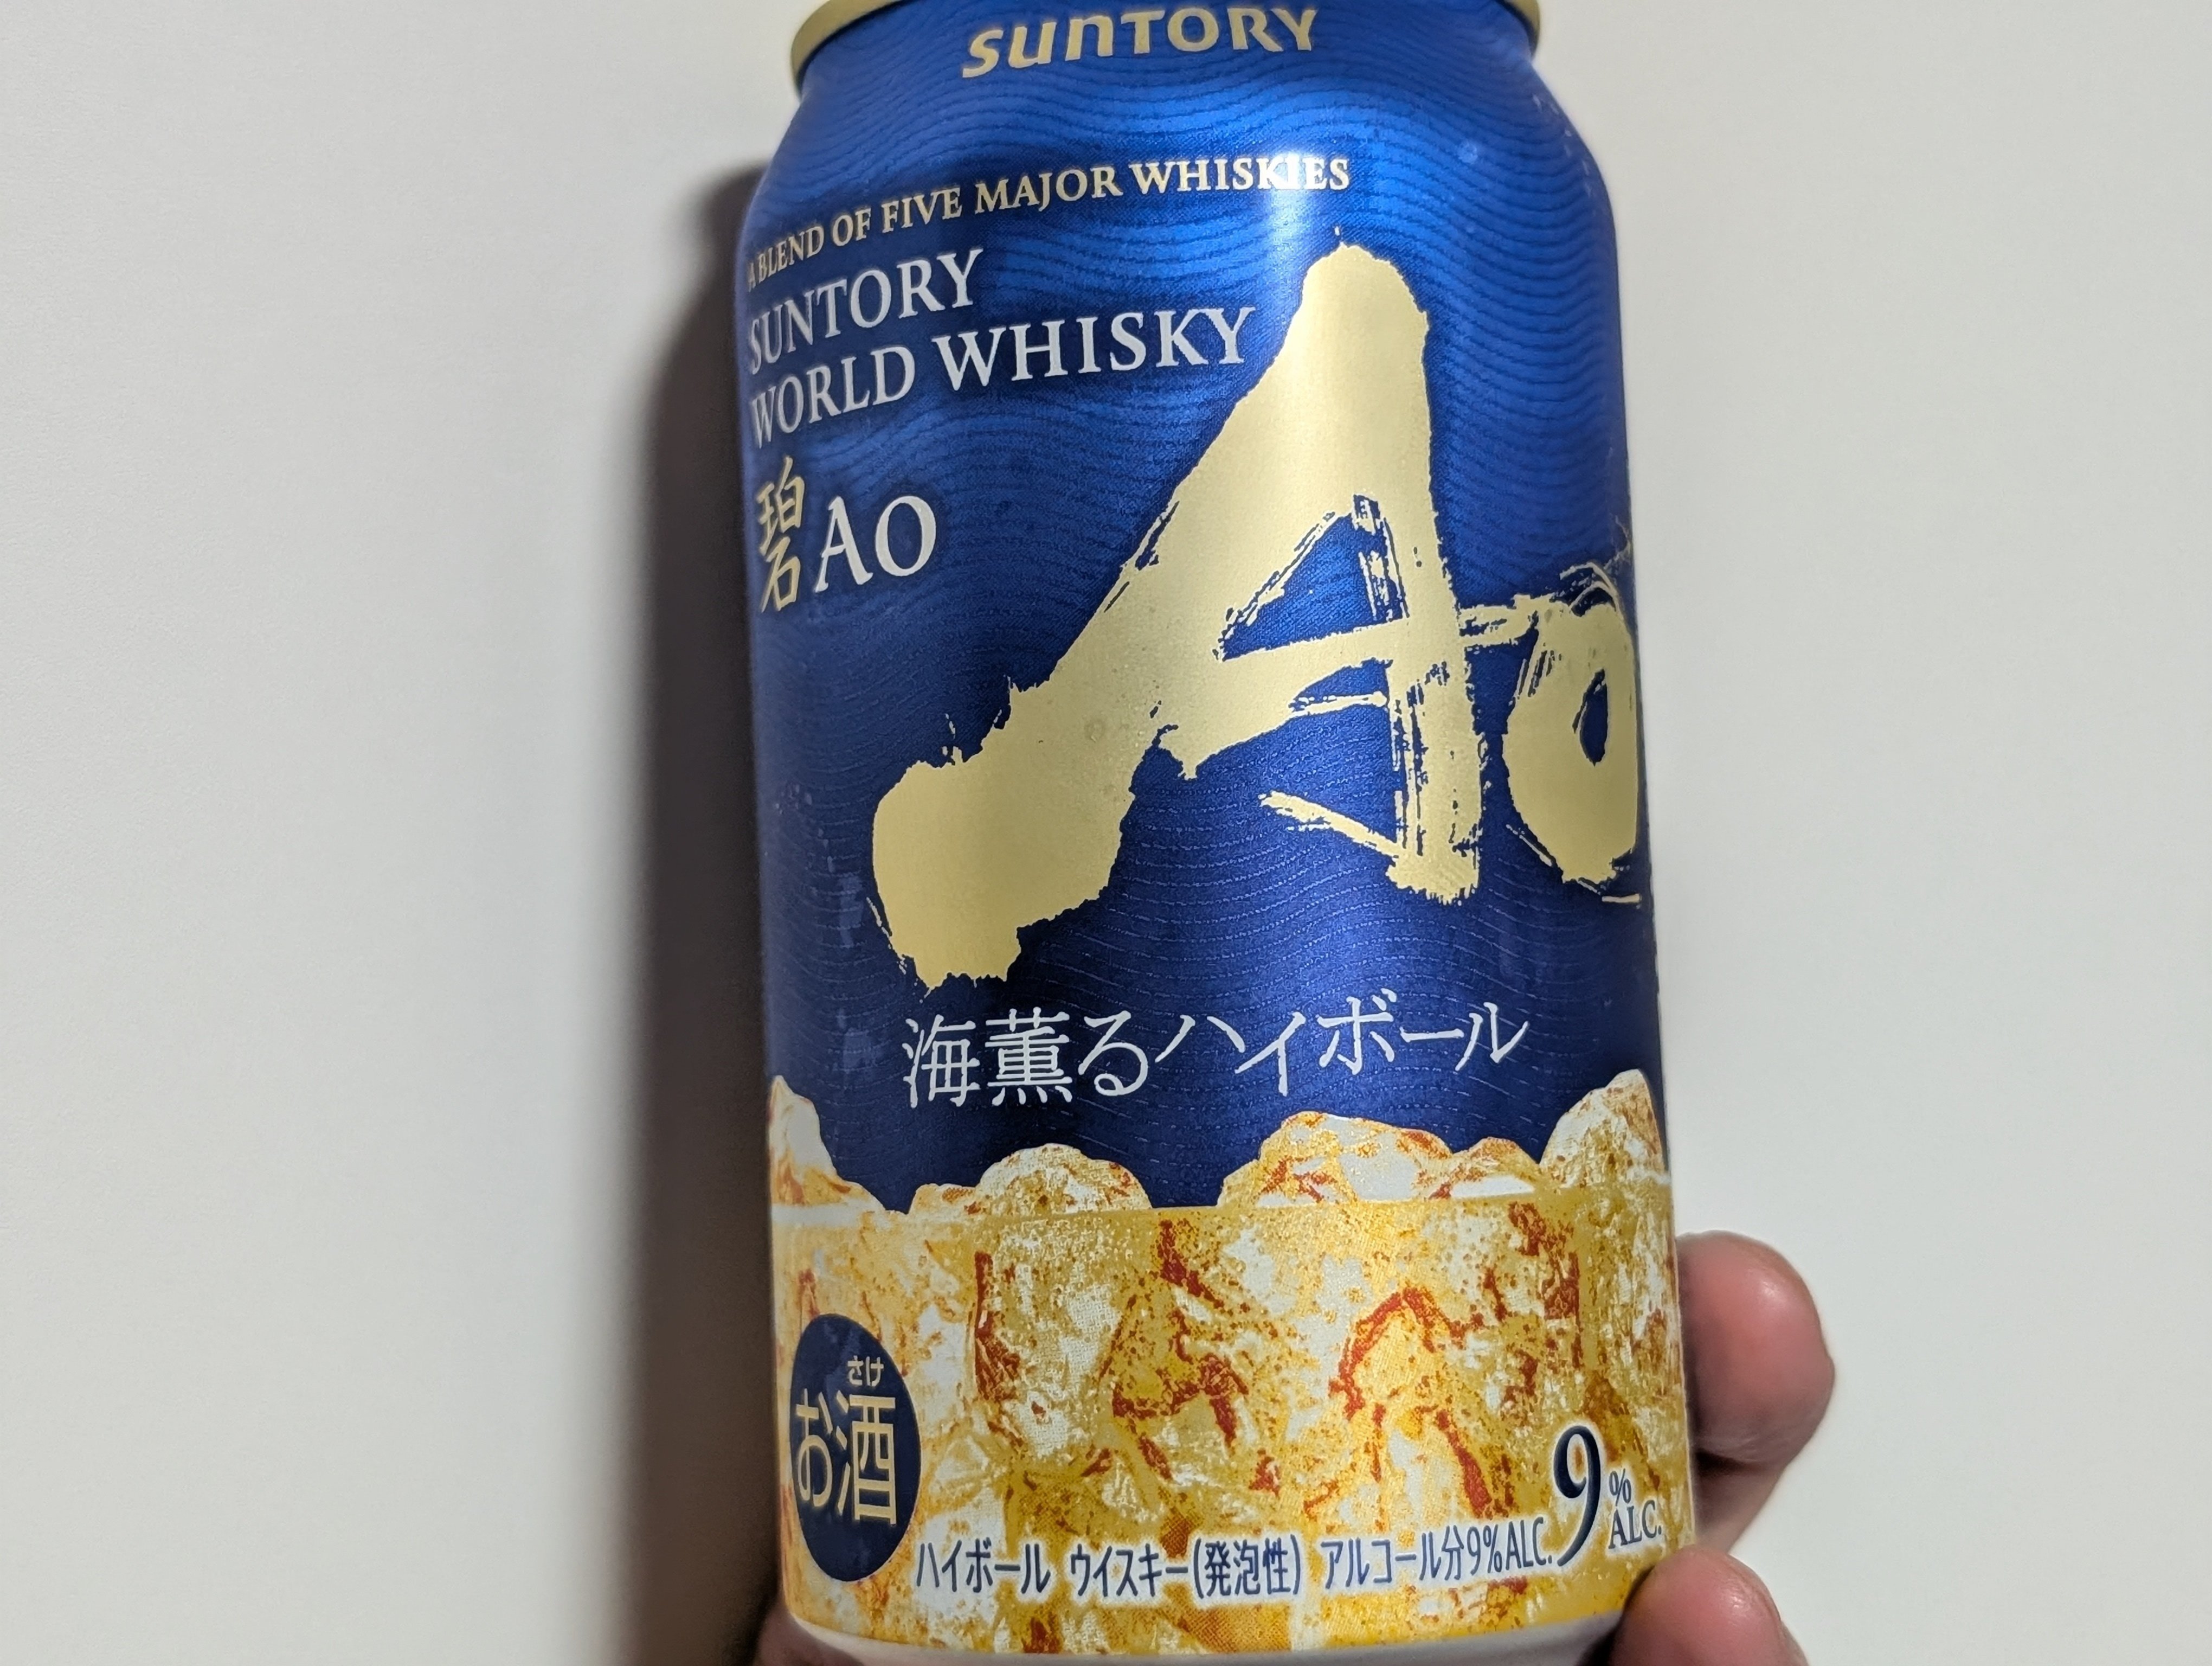 SUNTORY
A BLEND OF FIVE MAJOR WHISKIES
SUNTORY
WORLD WHISKY
碧Ao
Ao
海薫るハイボール
さけ
お酒
9% ALC.
ハイボール ウイスキー(発泡性) アルコール分9%ALC.